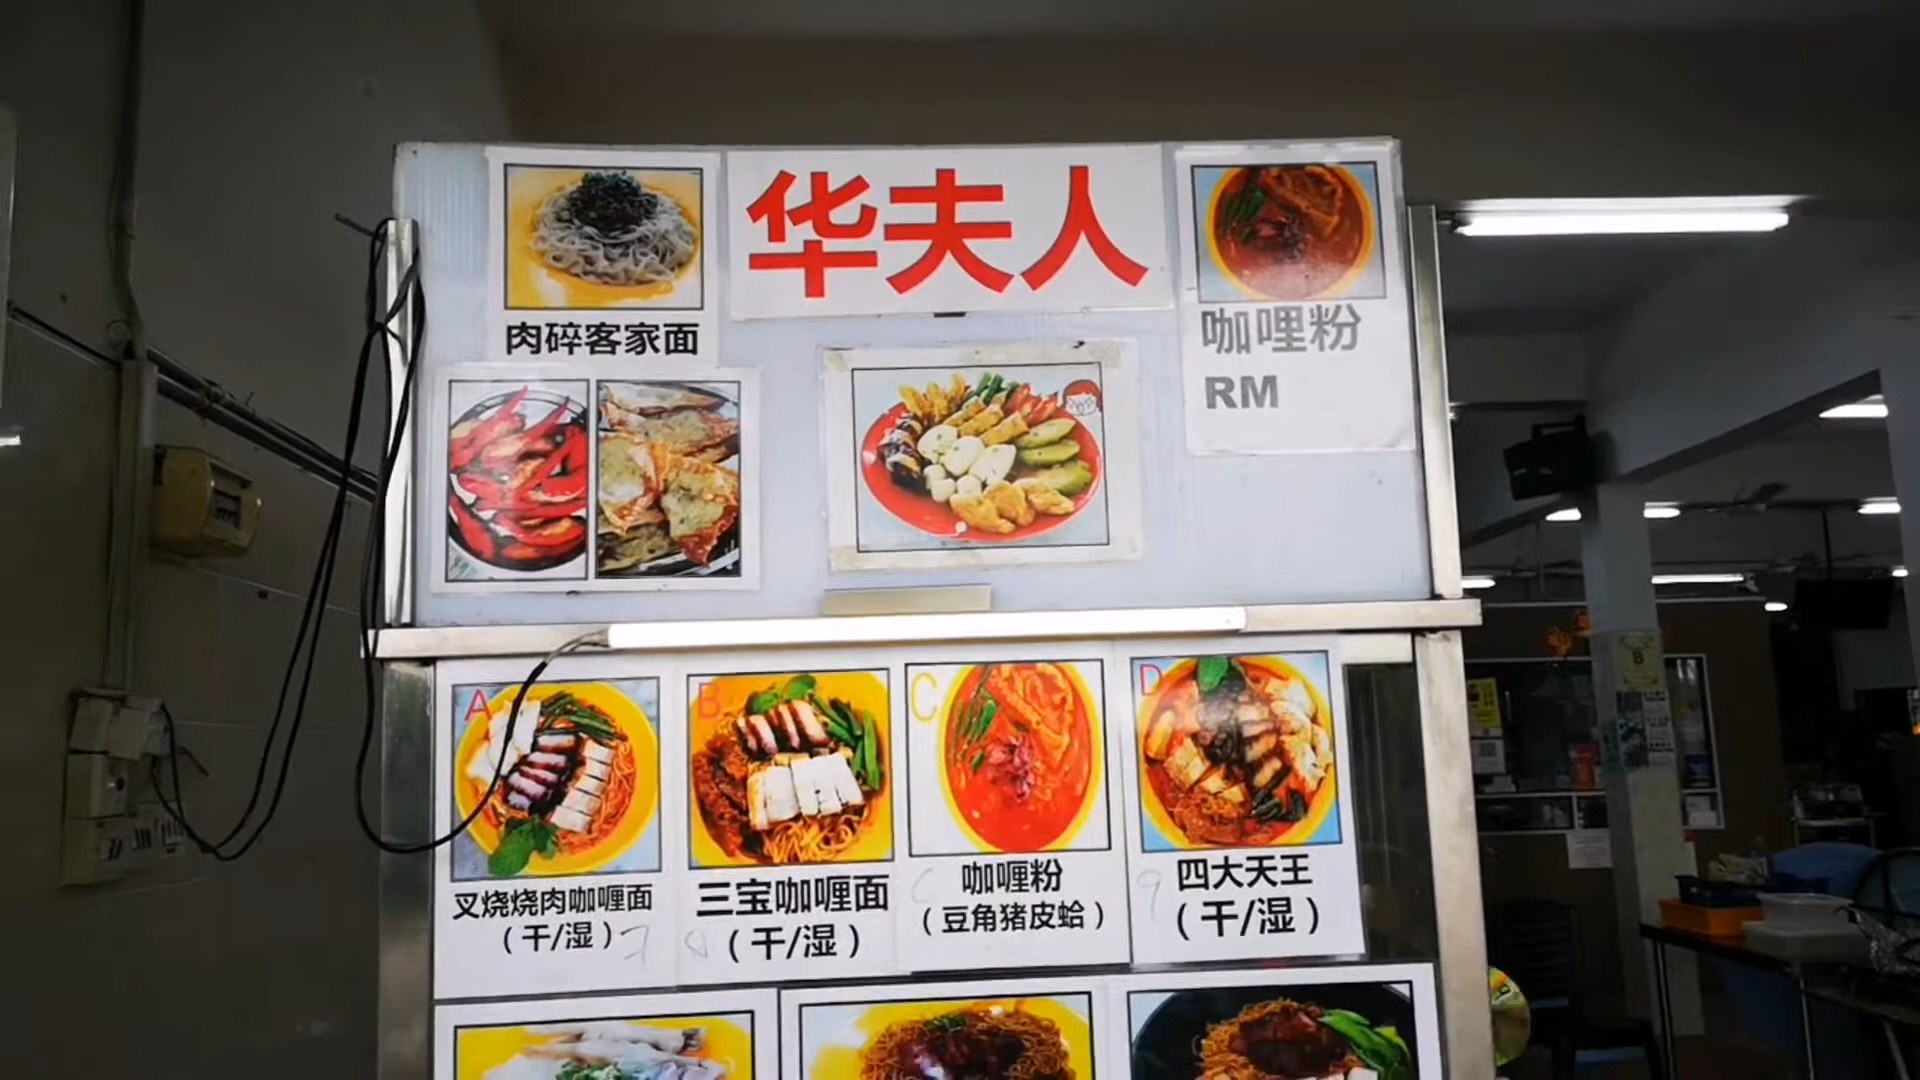 华夫人
肉碎客家面
咖哩粉
RM
A
叉烧烧肉咖喱面
(干/湿)
B
三宝咖喱面
(干/湿)
C
咖喱粉
(豆角猪皮蛤)
D
四大天王
(干/湿)
B